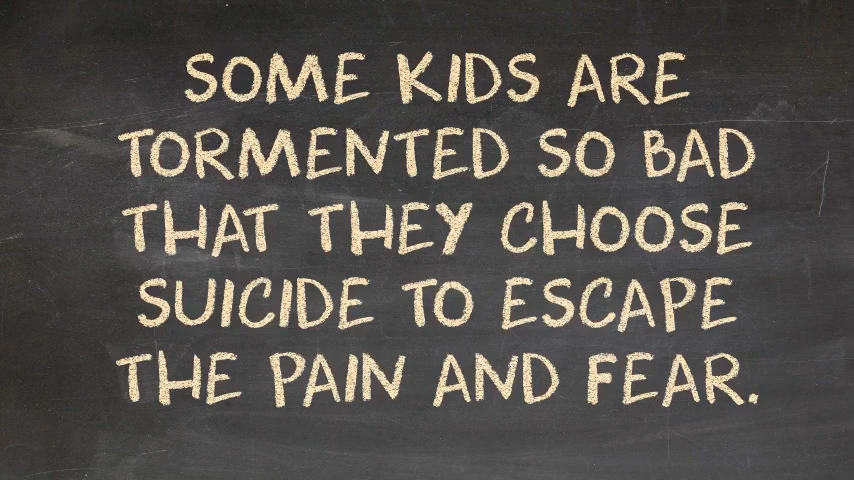 SOME KIDS ARE
TORMENTED SO BAD
THAT THEY CHOOSE
SUICIDE TO ESCAPE
THE PAIN AND FEAR.